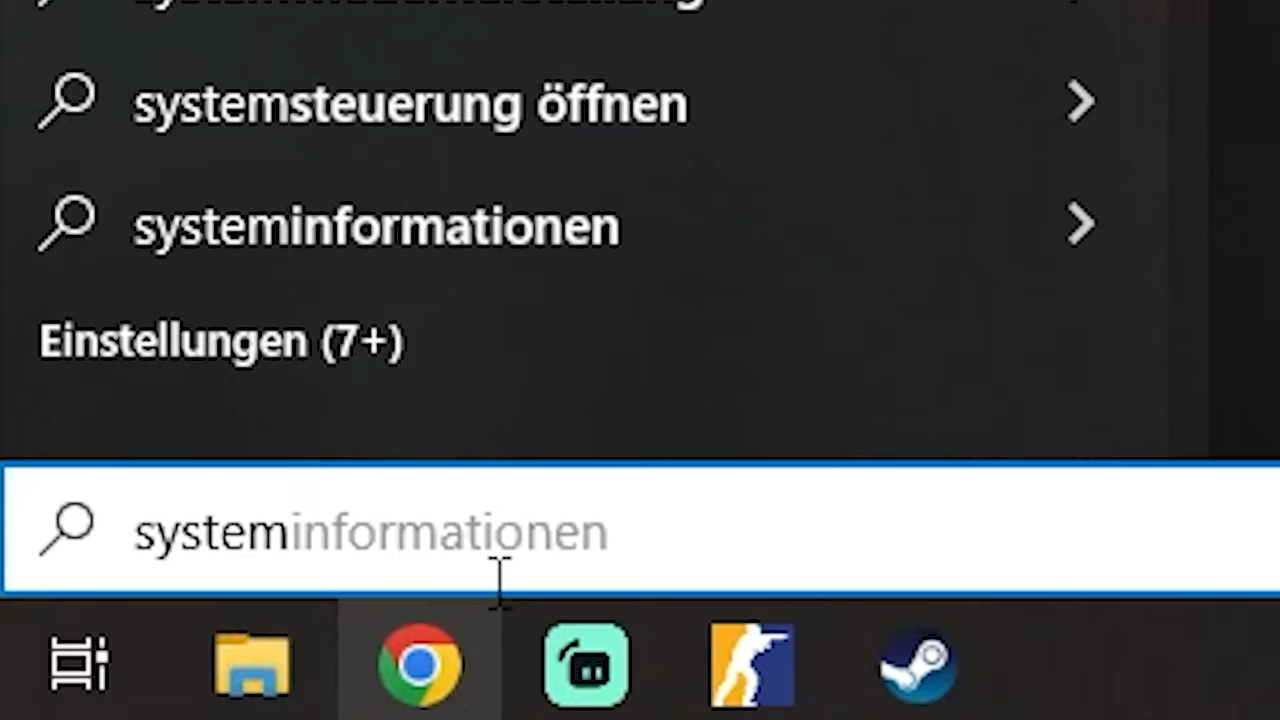 systemsteuerung öffnen
systeminformationen
Einstellungen (7+)
systeminformationen